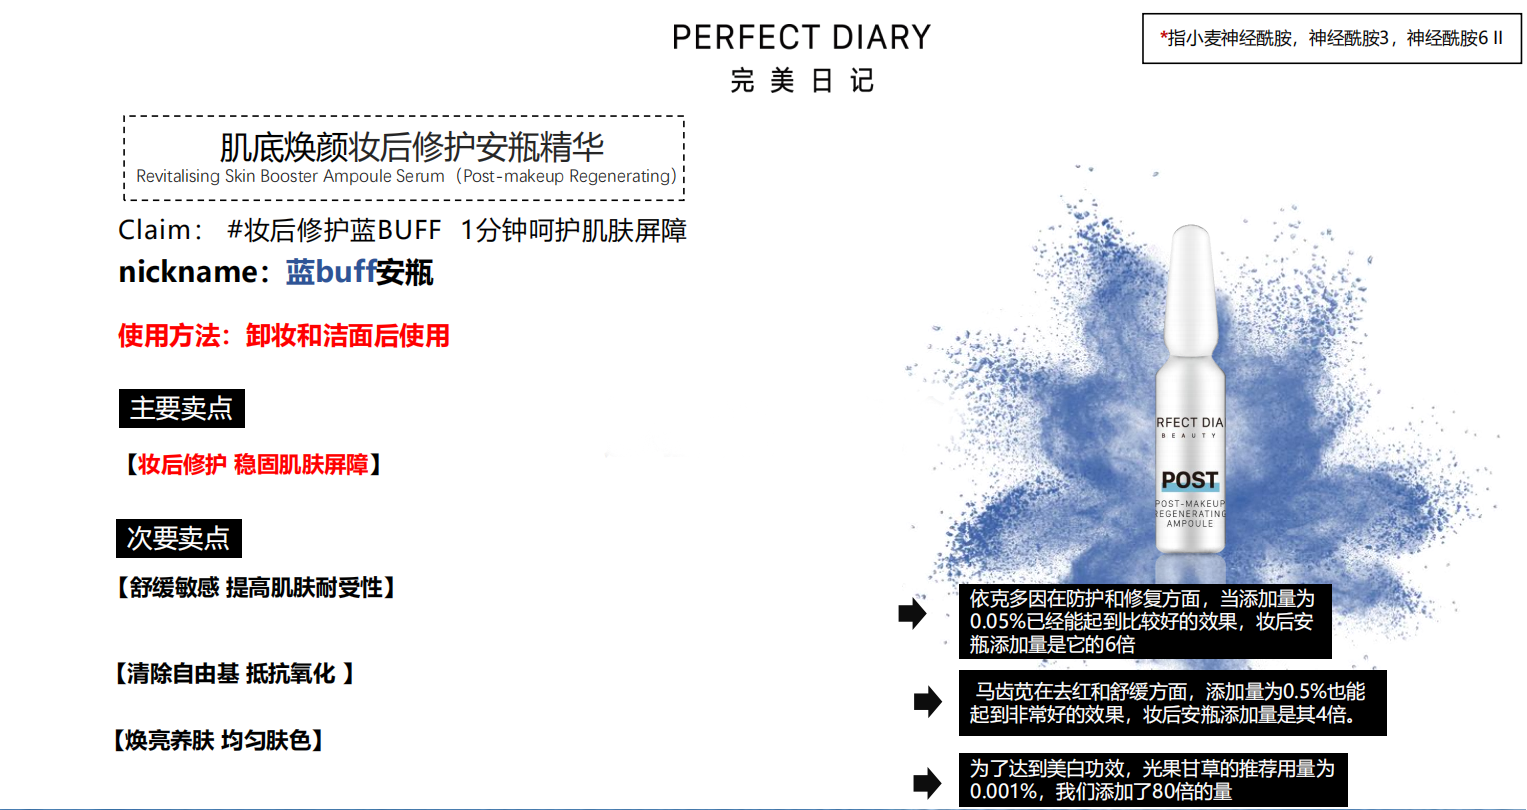 PERFECT DIARY
完美日记
*指小麦神经酰胺，神经酰胺3，神经酰胺6 II
肌底焕颜妆后修护安瓶精华
Revitalising Skin Booster Ampoule Serum（Post-makeup Regenerating）
Claim： #妆后修护蓝BUFF 1分钟呵护肌肤屏障
nickname：蓝buff安瓶
使用方法：卸妆和洁面后使用
主要卖点
【妆后修护 稳固肌肤屏障】
次要卖点
【舒缓敏感 提高肌肤耐受性】
【清除自由基 抵抗氧化 】
【焕亮养肤 均匀肤色】
RFECT DIA
BEAUTY
POST
POST-MAKEUP
REGENERATING
AMPOULE
依克多因在防护和修复方面，当添加量为
0.05%已经能起到比较好的效果，妆后安
瓶添加量是它的6倍
马齿苋在去红和舒缓方面，添加量为0.5%也能
起到非常好的效果，妆后安瓶添加量是其4倍。
为了达到美白功效，光果甘草的推荐用量为
0.001%，我们添加了80倍的量